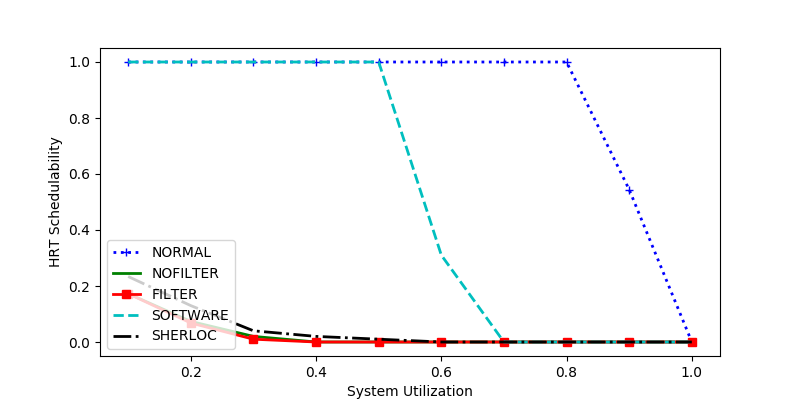 1.0
0.8
0.6
0.4
0.2
0.0
HRT Schedulability
NORMAL
NOFILTER
FILTER
SOFTWARE
SHERLOC
0.2 0.4 0.6 0.8 1.0
System Utilization